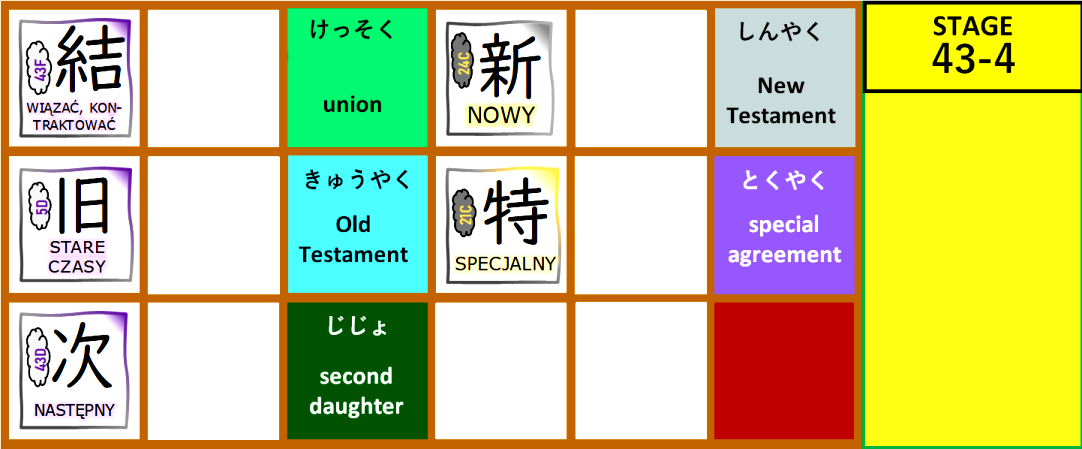 結
43F
WIĄZAĆ, KON-
TRAKTOWAĆ
けっそく
union
新
24C
NOWY
しんやく
New
Testament
STAGE
43-4
旧
5D
STARE
CZASY
きゅうやく
Old
Testament
特
21C
SPECJALNY
とくやく
special
agreement
次
43D
NASTĘPNY
じじょ
second
daughter